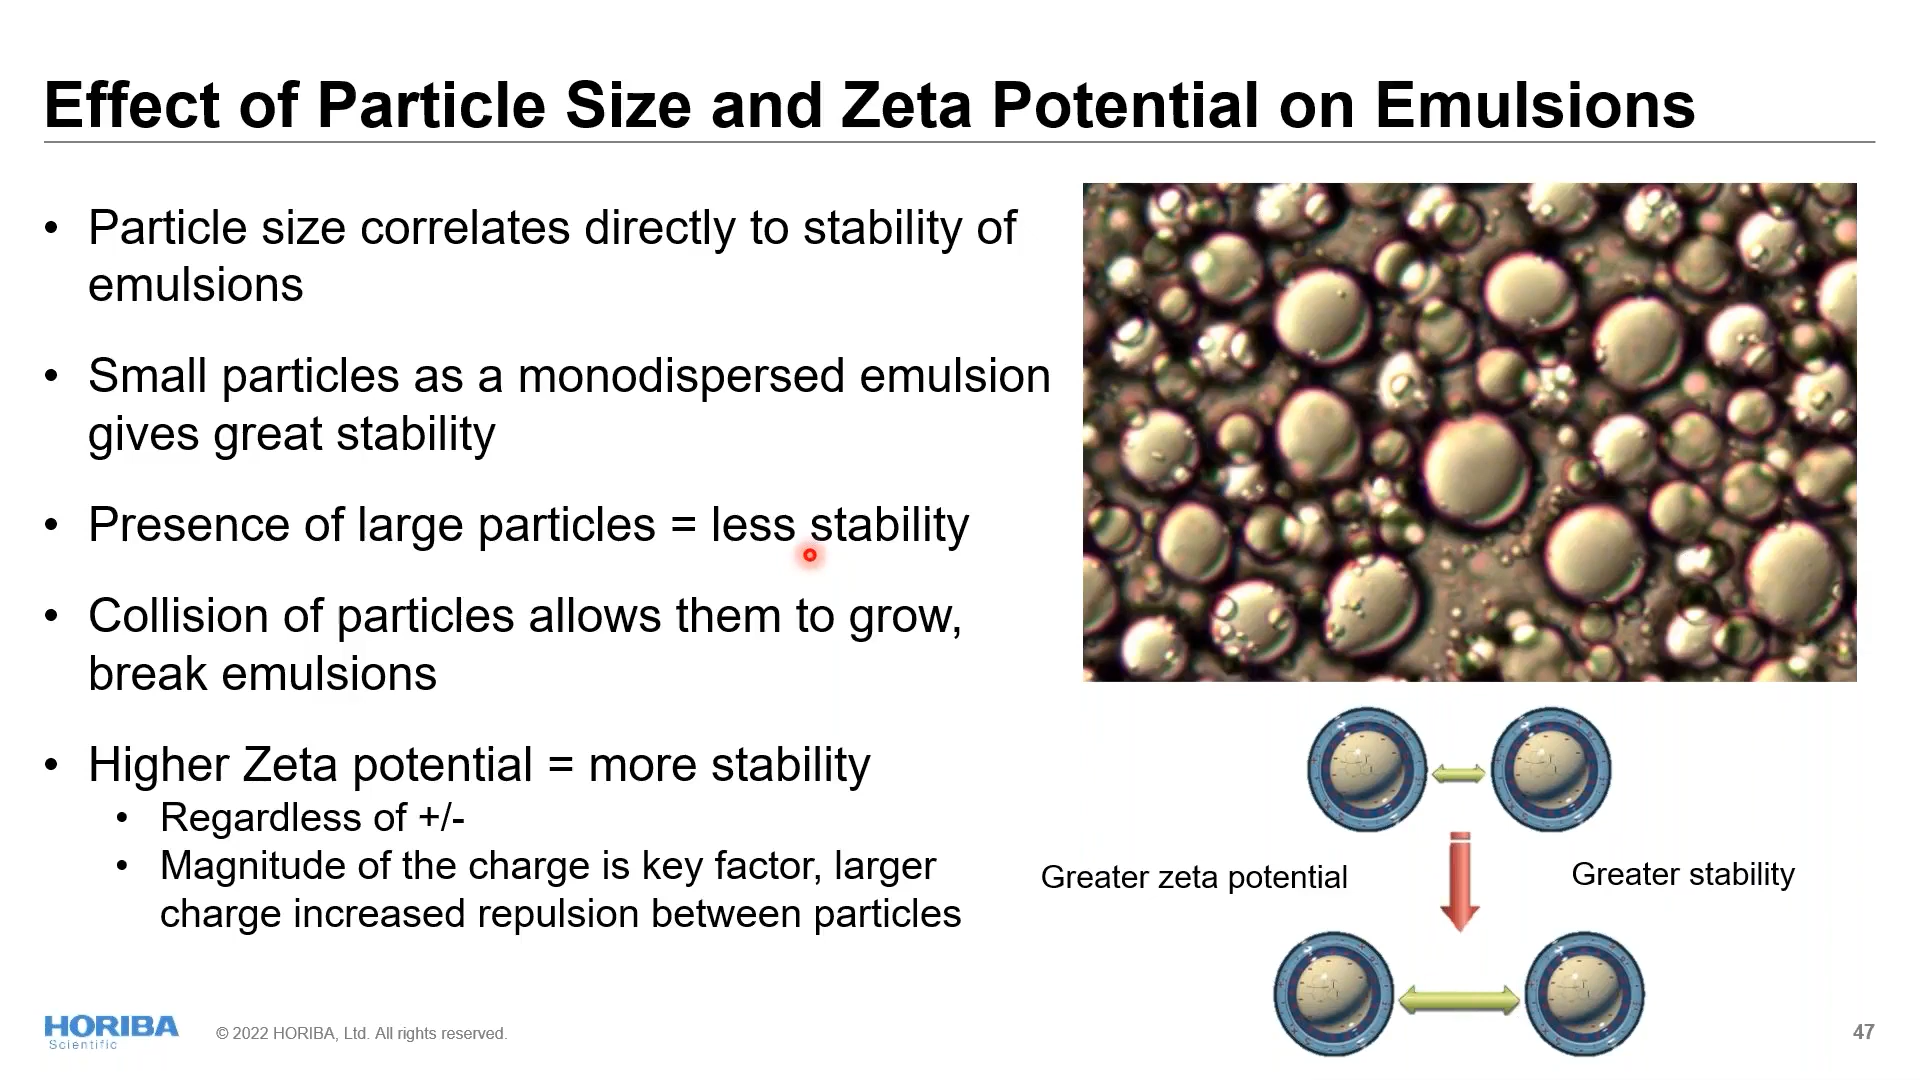 Effect of Particle Size and Zeta Potential on Emulsions
• Particle size correlates directly to stability of
emulsions
• Small particles as a monodispersed emulsion
gives great stability
• Presence of large particles = less stability
• Collision of particles allows them to grow,
break emulsions
• Higher Zeta potential = more stability
• Regardless of +/-
• Magnitude of the charge is key factor, larger
charge increased repulsion between particles
Greater zeta potential
Greater stability
HORIBA
Scientific
© 2022 HORIBA, Ltd. All rights reserved.
47